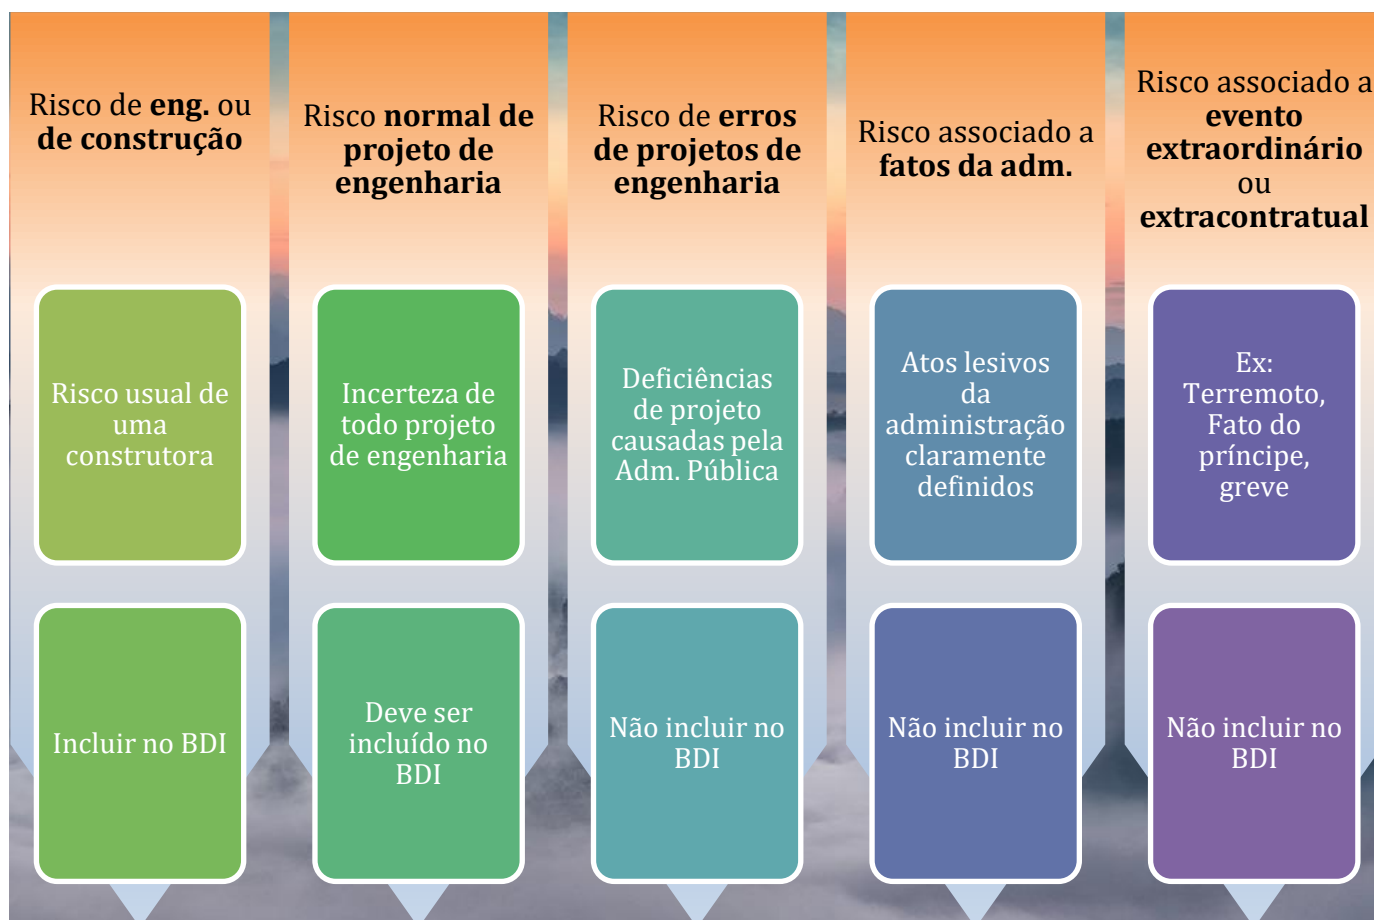 Risco de eng. ou
de construção
Risco usual de
uma
construtora
Incluir no BDI
Risco normal de
projeto de
engenharia
Incerteza de
todo projeto
de engenharia
Deve ser
incluído no
BDI
Risco de erros
de projetos de
engenharia
Deficiências
de projeto
causadas pela
Adm. Pública
Não incluir no
BDI
Risco associado a
fatos da adm.
Atos lesivos
da
administração
claramente
definidos
Não incluir no
BDI
Risco associado a
evento
extraordinário
ou
extracontratual
Ex:
Terremoto,
Fato do
príncipe,
greve
Não incluir no
BDI